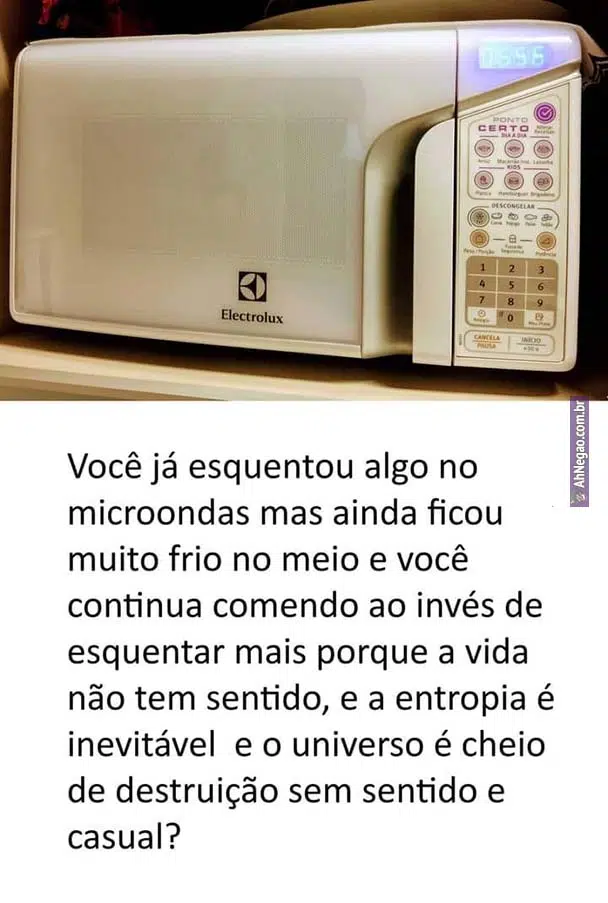 PONTO
CERTO
DIA A DIA
KIDS
DESCONGELAR
1 2 3
4 5 6
7 8 9
0
CANCELA
PAUSA
INÍCIO
Electrolux
AhNegao.com.br
Você já esquentou algo no
microondas mas ainda ficou
muito frio no meio e você
continua comendo ao invés de
esquentar mais porque a vida
não tem sentido, e a entropia é
inevitável e o universo é cheio
de destruição sem sentido e
casual?